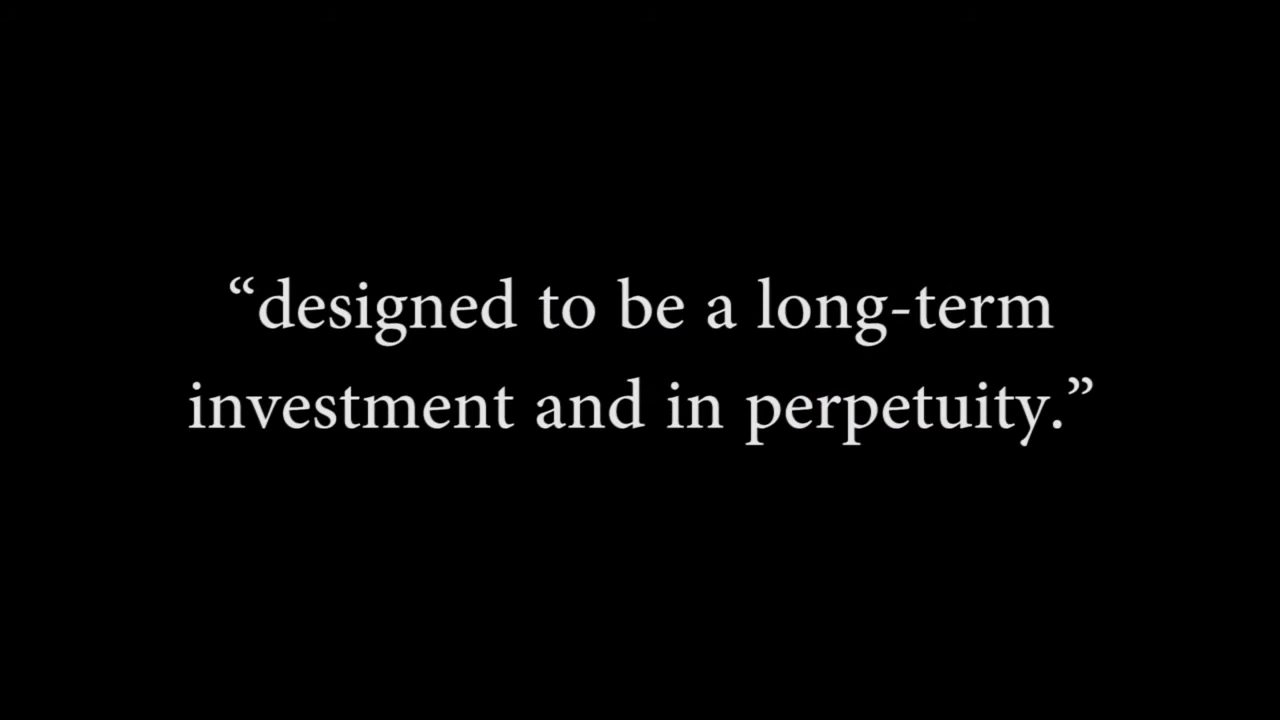 “designed to be a long-term
investment and in perpetuity.”